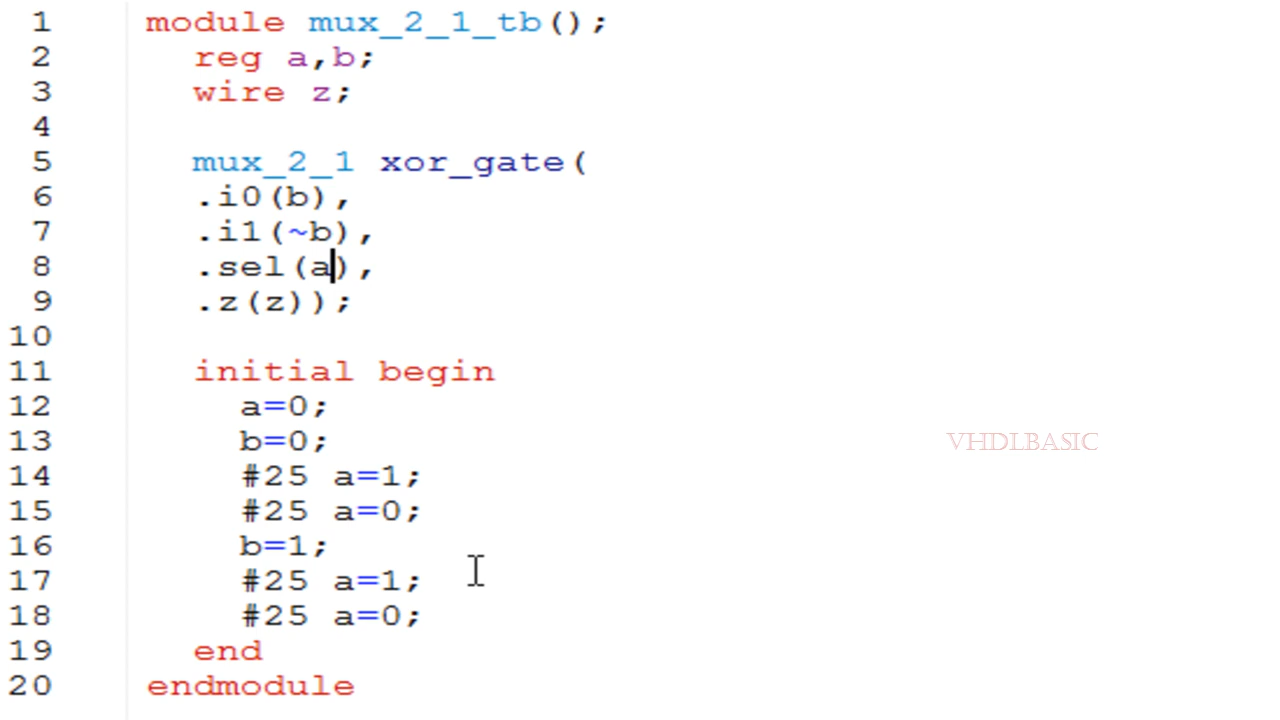 1 module mux_2_1_tb();
2 reg a,b;
3 wire z;
4
5 mux_2_1 xor_gate(
6 .i0(b),
7 .i1(~b),
8 .sel(a),
9 .z(z));
10
11 initial begin
12 a=0;
13 b=0;
14 #25 a=1;
15 #25 a=0;
16 b=1;
17 #25 a=1;
18 #25 a=0;
19 end
20 endmodule
VHDLBASIC